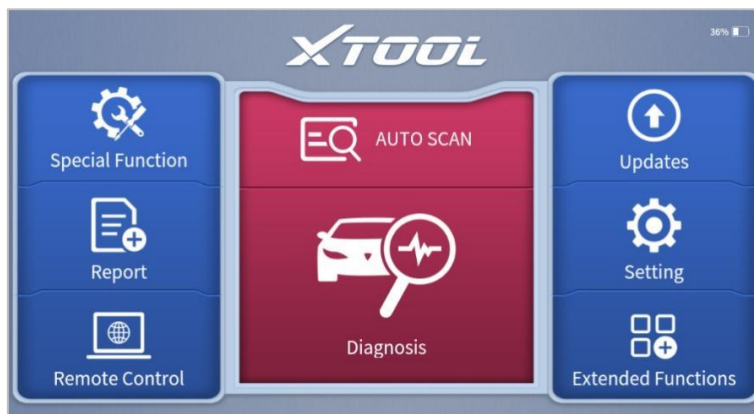 XTOOL
36%
Special Function
AUTO SCAN
Updates
Report
Diagnosis
Setting
Remote Control
Extended Functions